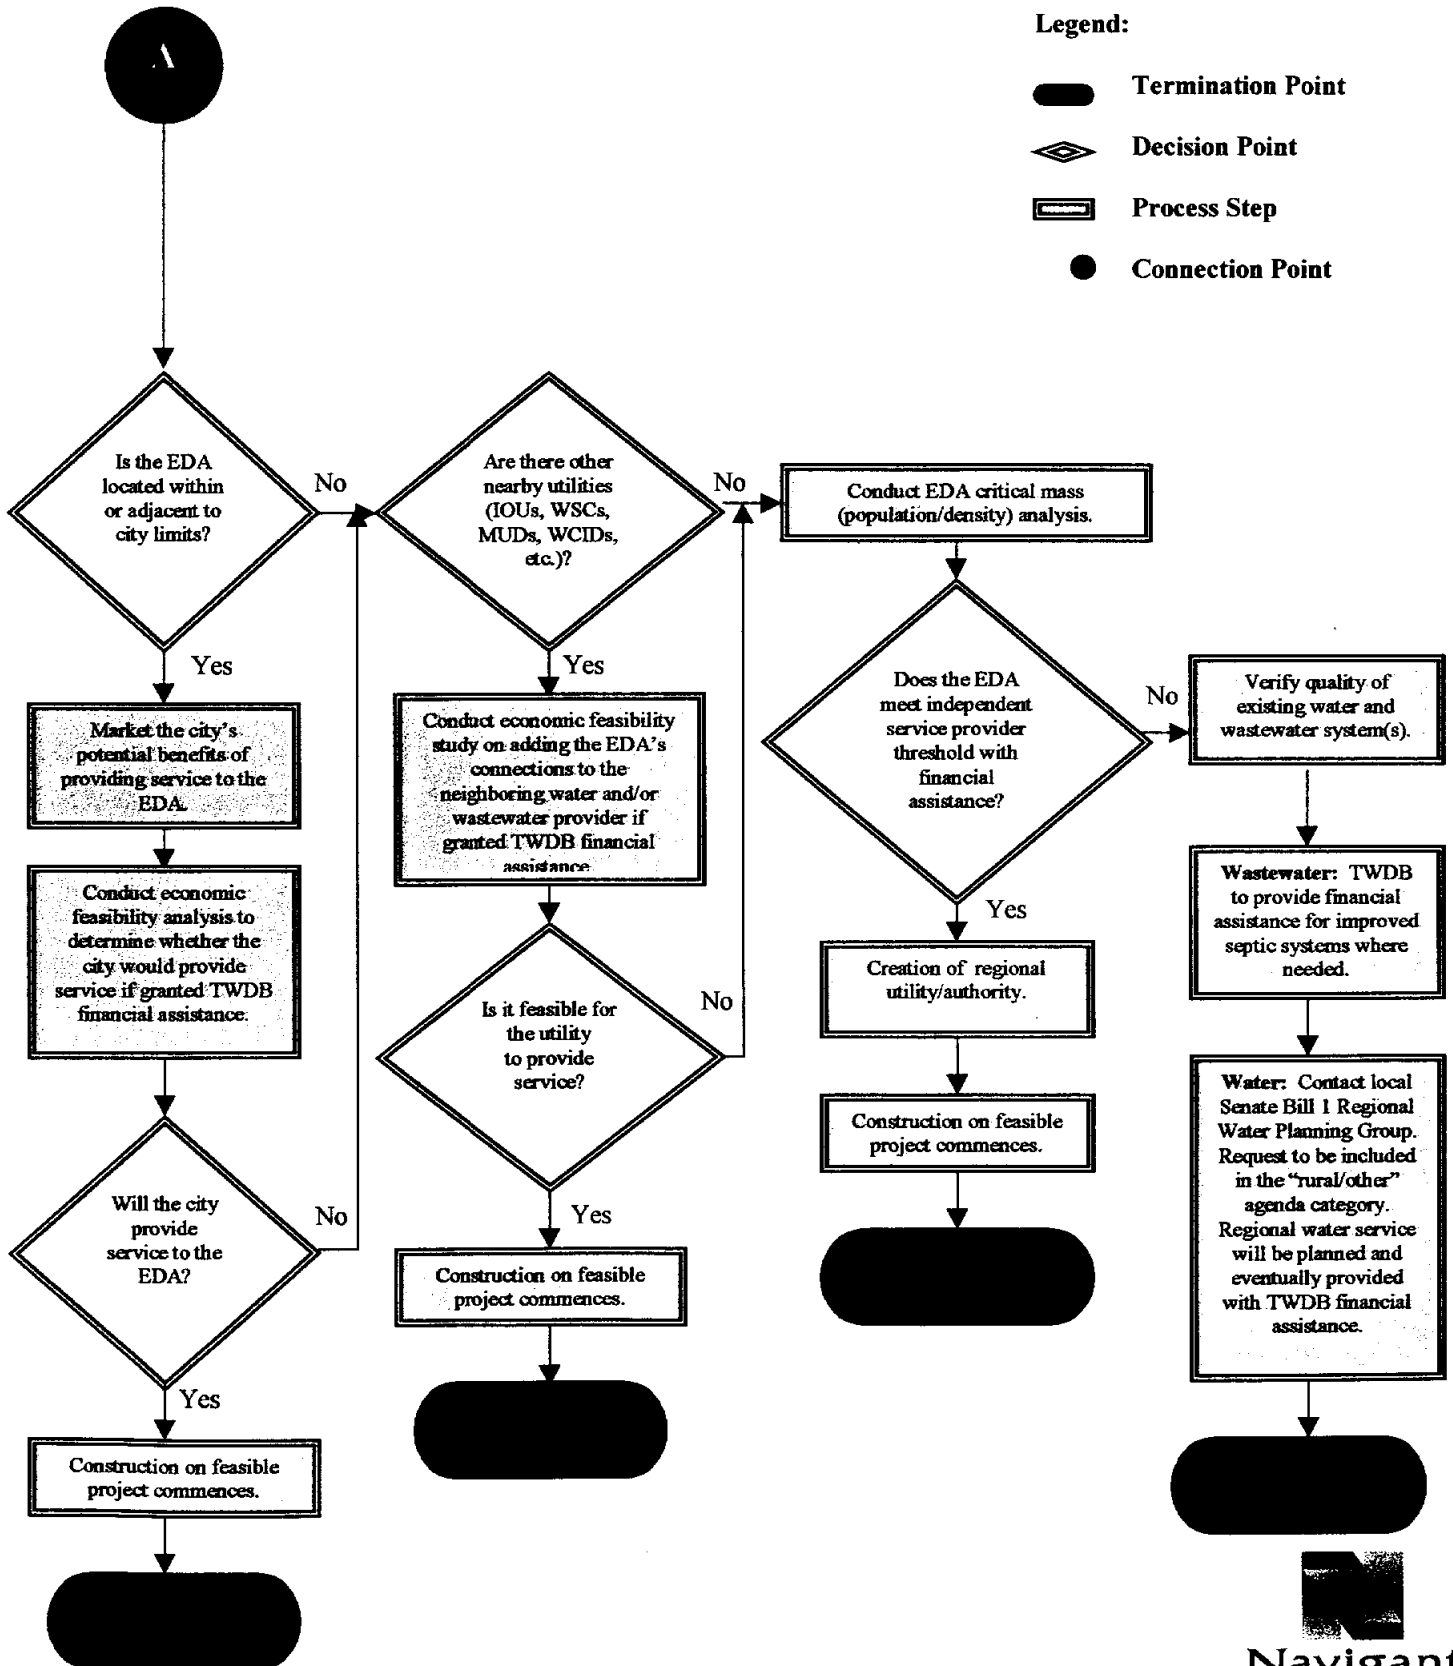 A
Legend:
Termination Point
Decision Point
Process Step
Connection Point
Is the EDA
located within
or adjacent to
city limits?
No
Yes
Market the city's
potential benefits of
providing service to the
EDA.
Conduct economic
feasibility analysis to
determine whether the
city would provide
service if granted TWDB
financial assistance.
Will the city
provide
service to the
EDA?
No
Yes
Construction on feasible
project commences.
Are there other
nearby utilities
(IOUs, WSCs,
MUDs, WCIDs,
etc.)?
No
Yes
Conduct economic feasibility
study on adding the EDA's
connections to the
neighboring water and/or
wastewater provider if
granted TWDB financial
assistance
Is it feasible for
the utility
to provide
service?
No
Yes
Construction on feasible
project commences.
Conduct EDA critical mass
(population/density) analysis.
Does the EDA
meet independent
service provider
threshold with
financial
assistance?
No
Yes
Creation of regional
utility/authority.
Construction on feasible
project commences.
Verify quality of
existing water and
wastewater system(s).
Wastewater: TWDB
to provide financial
assistance for improved
septic systems where
needed.
Water: Contact local
Senate Bill 1 Regional
Water Planning Group.
Request to be included
in the “rural/other”
agenda category.
Regional water service
will be planned and
eventually provided
with TWDB financial
assistance.
Navigant